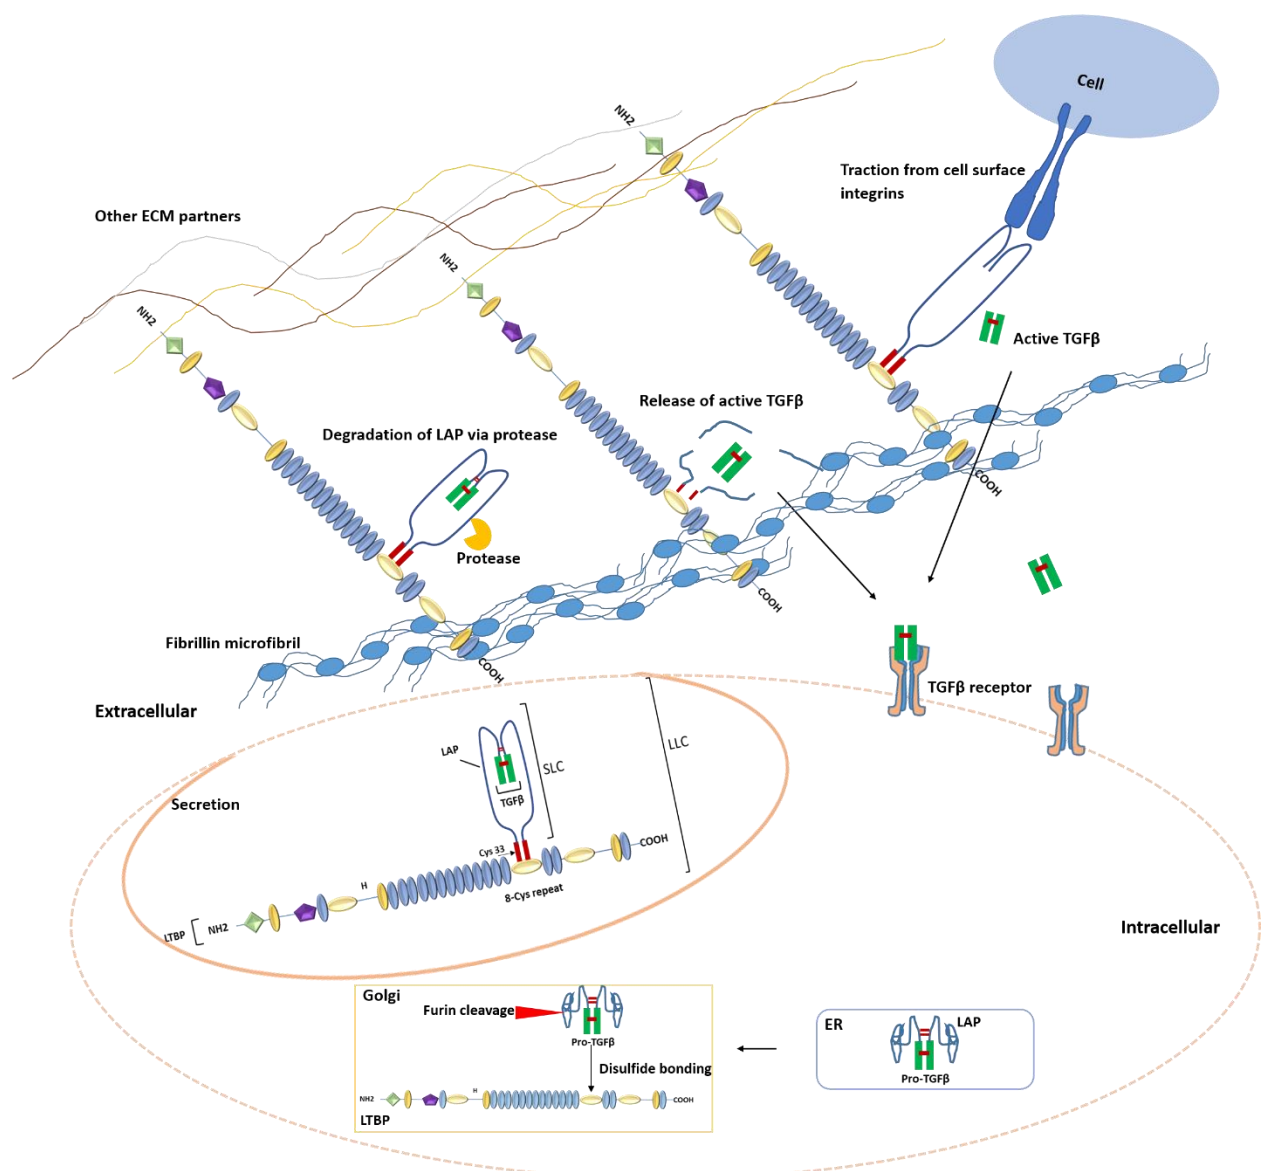 Cell
NH2
Traction from cell surface
integrins
Other ECM partners
NH2
NH2
Active TGFβ
Release of active TGFβ
Degradation of LAP via protease
COOH
Protease
COOH
Fibrillin microfibril
COOH
TGFβ receptor
Extracellular
LLC
LAP
SLC
TGFβ
Secretion
Cys 33
COOH
8-Cys repeat
H
LTBP
NH2
Intracellular
Golgi
Furin cleavage
Pro-TGFβ
ER
LAP
Pro-TGFβ
Disulfide bonding
H
NH2
COOH
LTBP